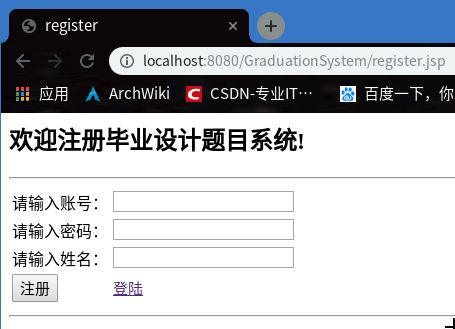 register
localhost:8080/GraduationSystem/register.jsp
应用 ArchWiki CSDN-专业IT… 百度一下，你
欢迎注册毕业设计题目系统!
请输入账号：
请输入密码：
请输入姓名：
注册 登陆